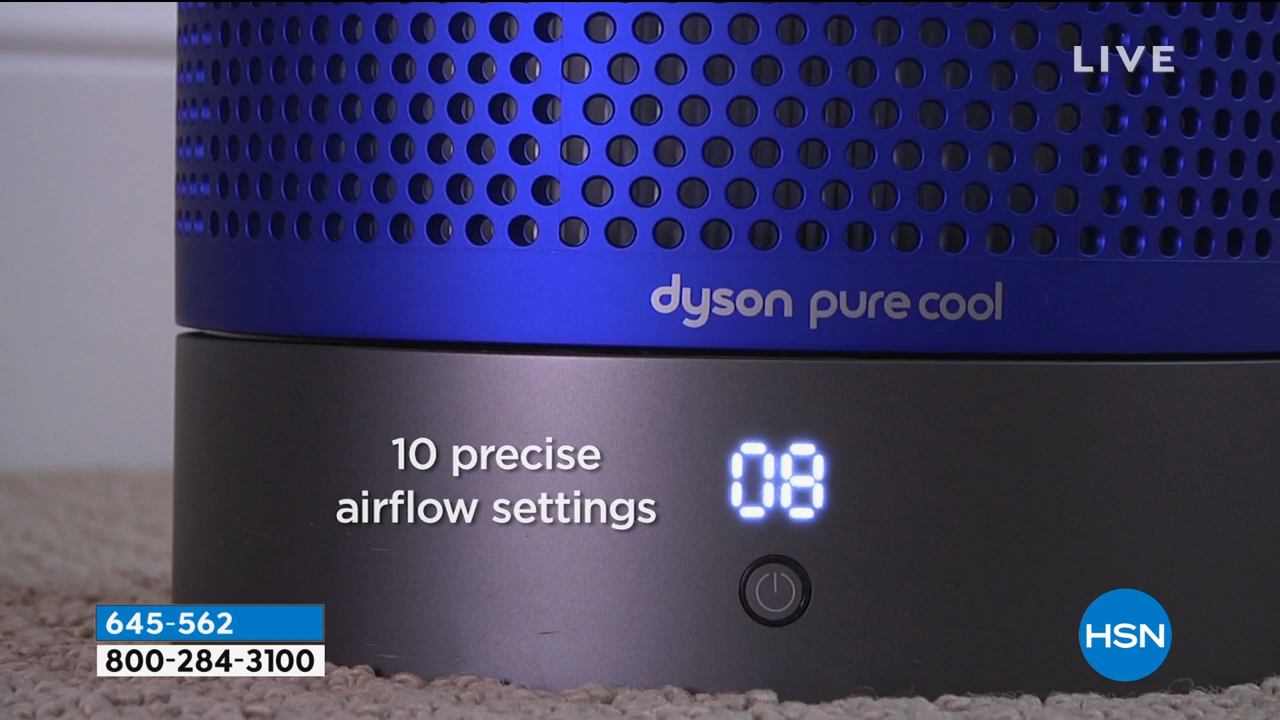 LIVE
dyson pure cool
10 precise
airflow settings
08
645-562
800-284-3100
HSN